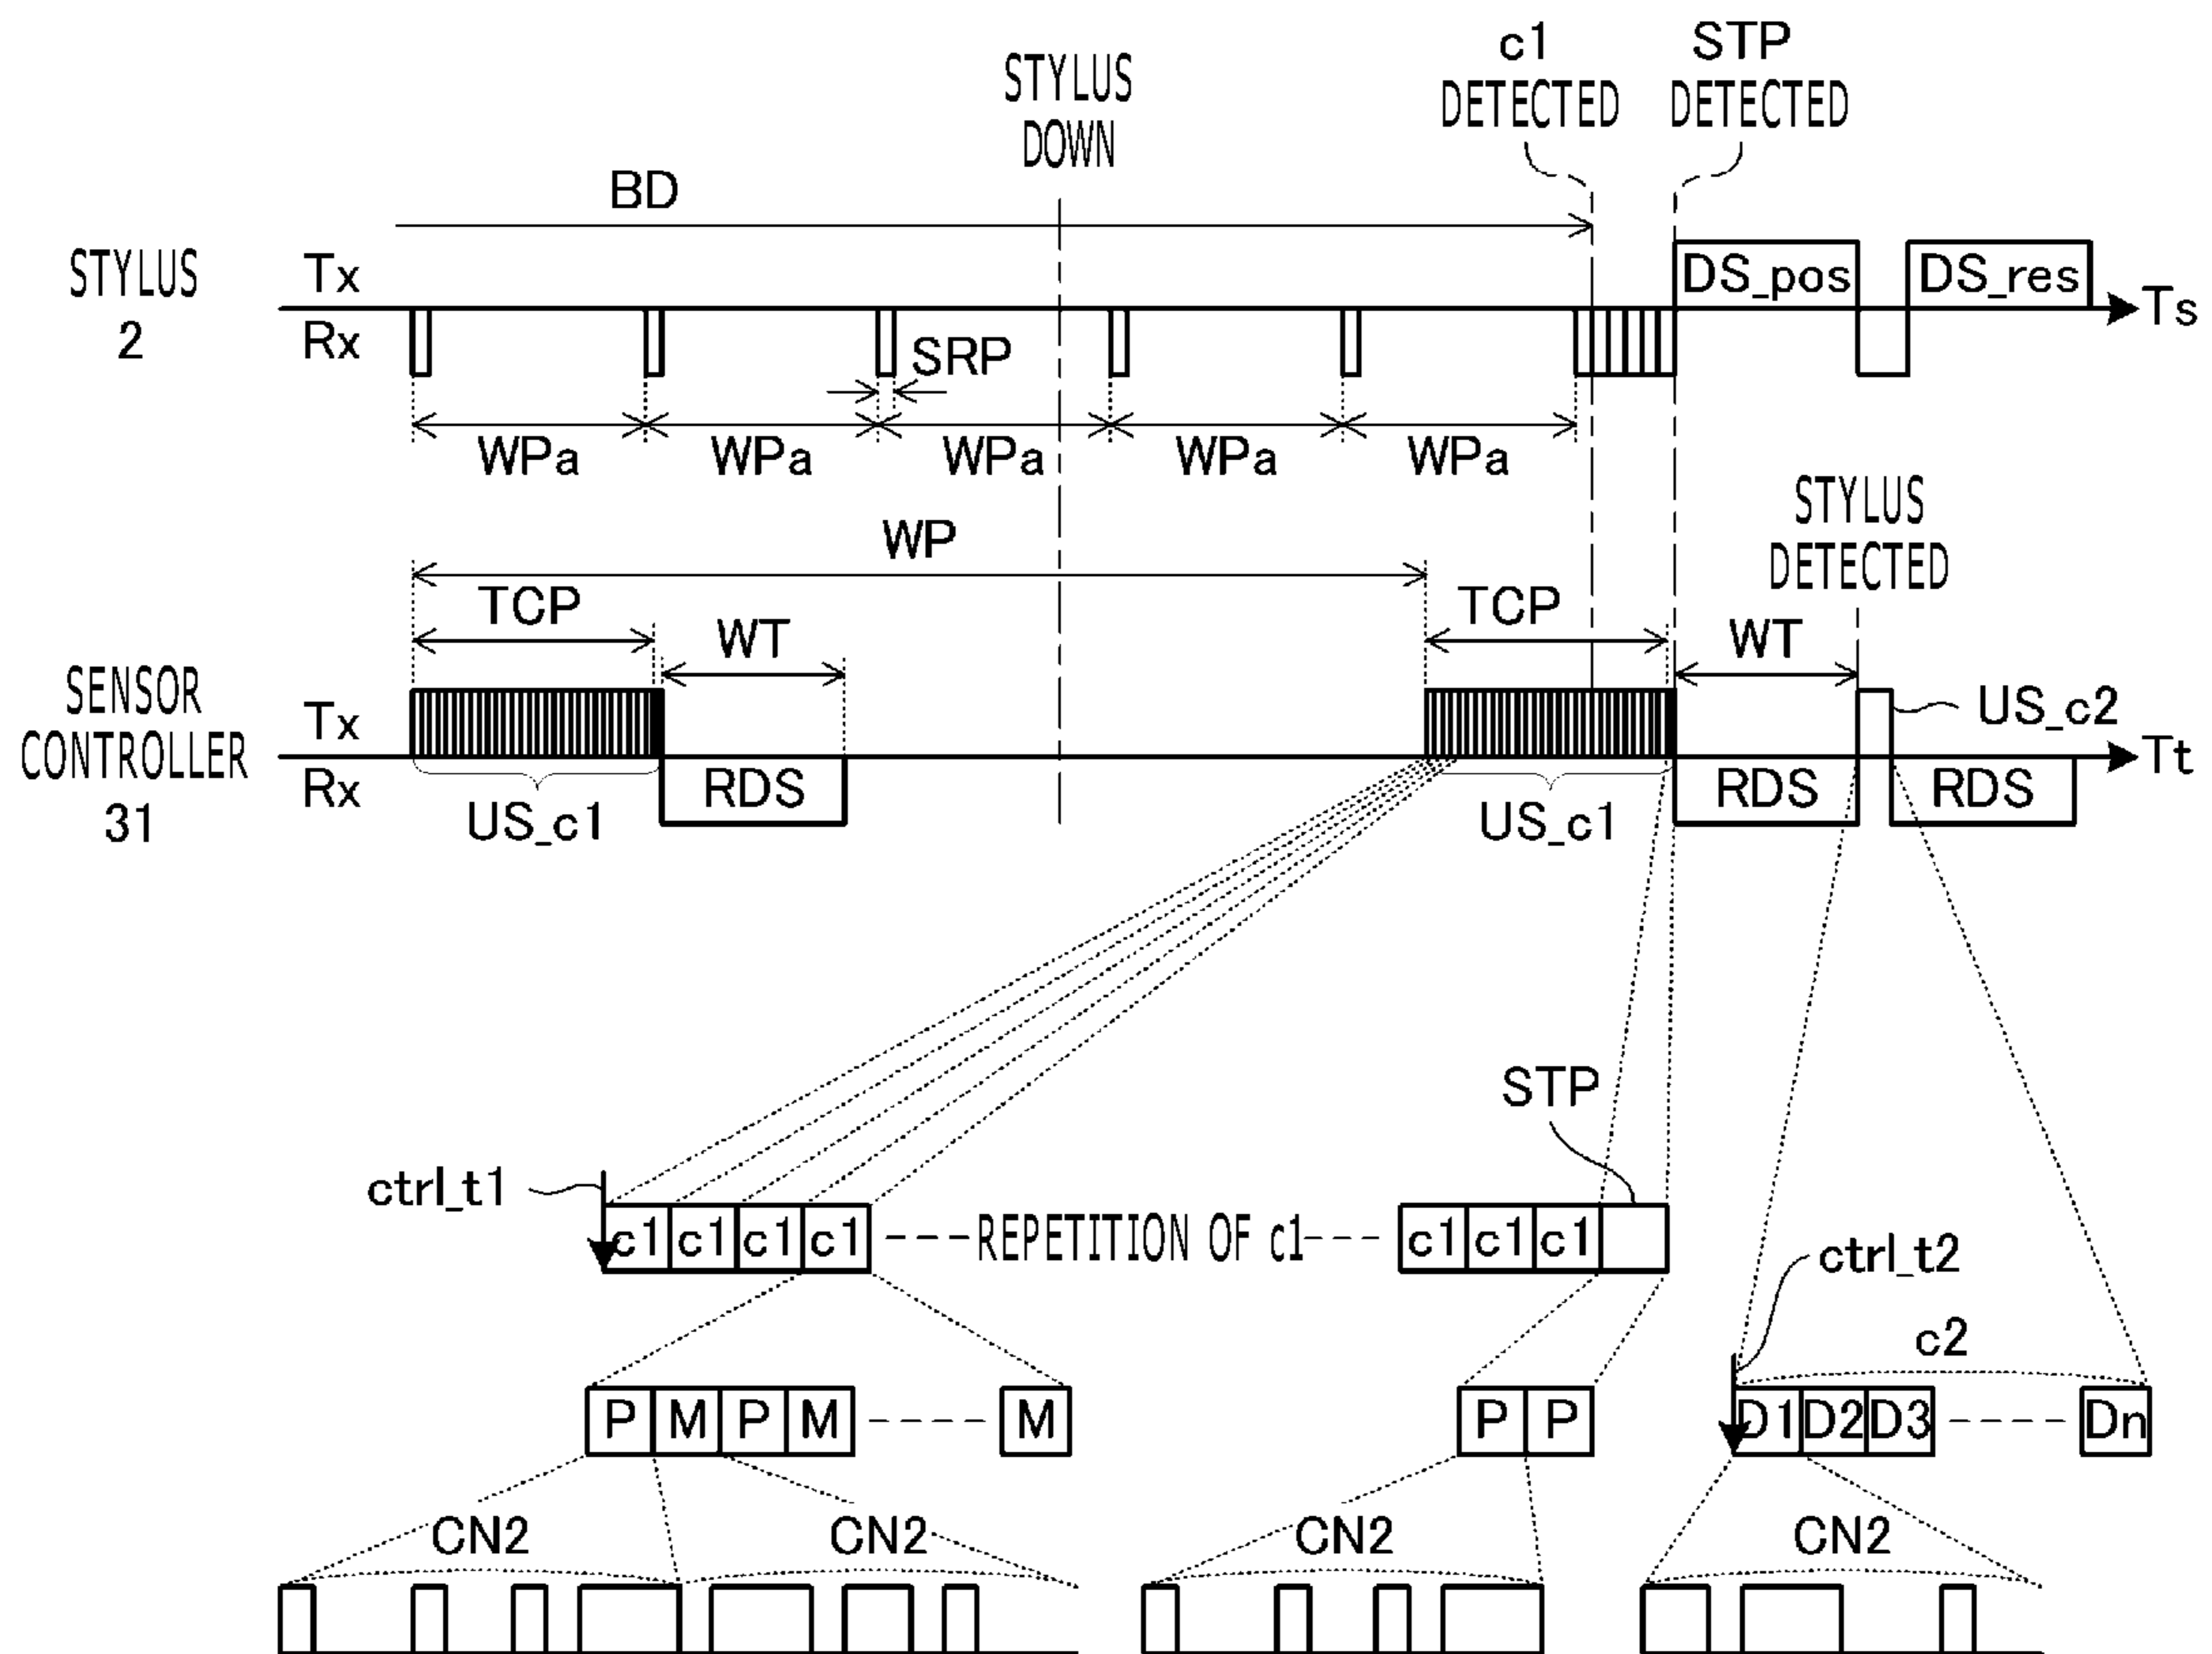 c1
DETECTED
STP
DETECTED
STYLUS
DOWN
BD
STYLUS
2
Tx
Rx
DS_pos
DS_res
Ts
SRP
WPa
WPa
WPa
WPa
WPa
STYLUS
DETECTED
WP
TCP
WT
TCP
WT
SENSOR
CONTROLLER
31
Tx
Rx
US_c2
Tt
RDS
RDS
RDS
US_c1
US_c1
STP
ctrl_t1
c1 c1 c1 c1
REPETITION OF c1
c1 c1 c1
ctrl_t2
c2
P M P M M
P P
D1 D2 D3 Dn
CN2
CN2
CN2
CN2